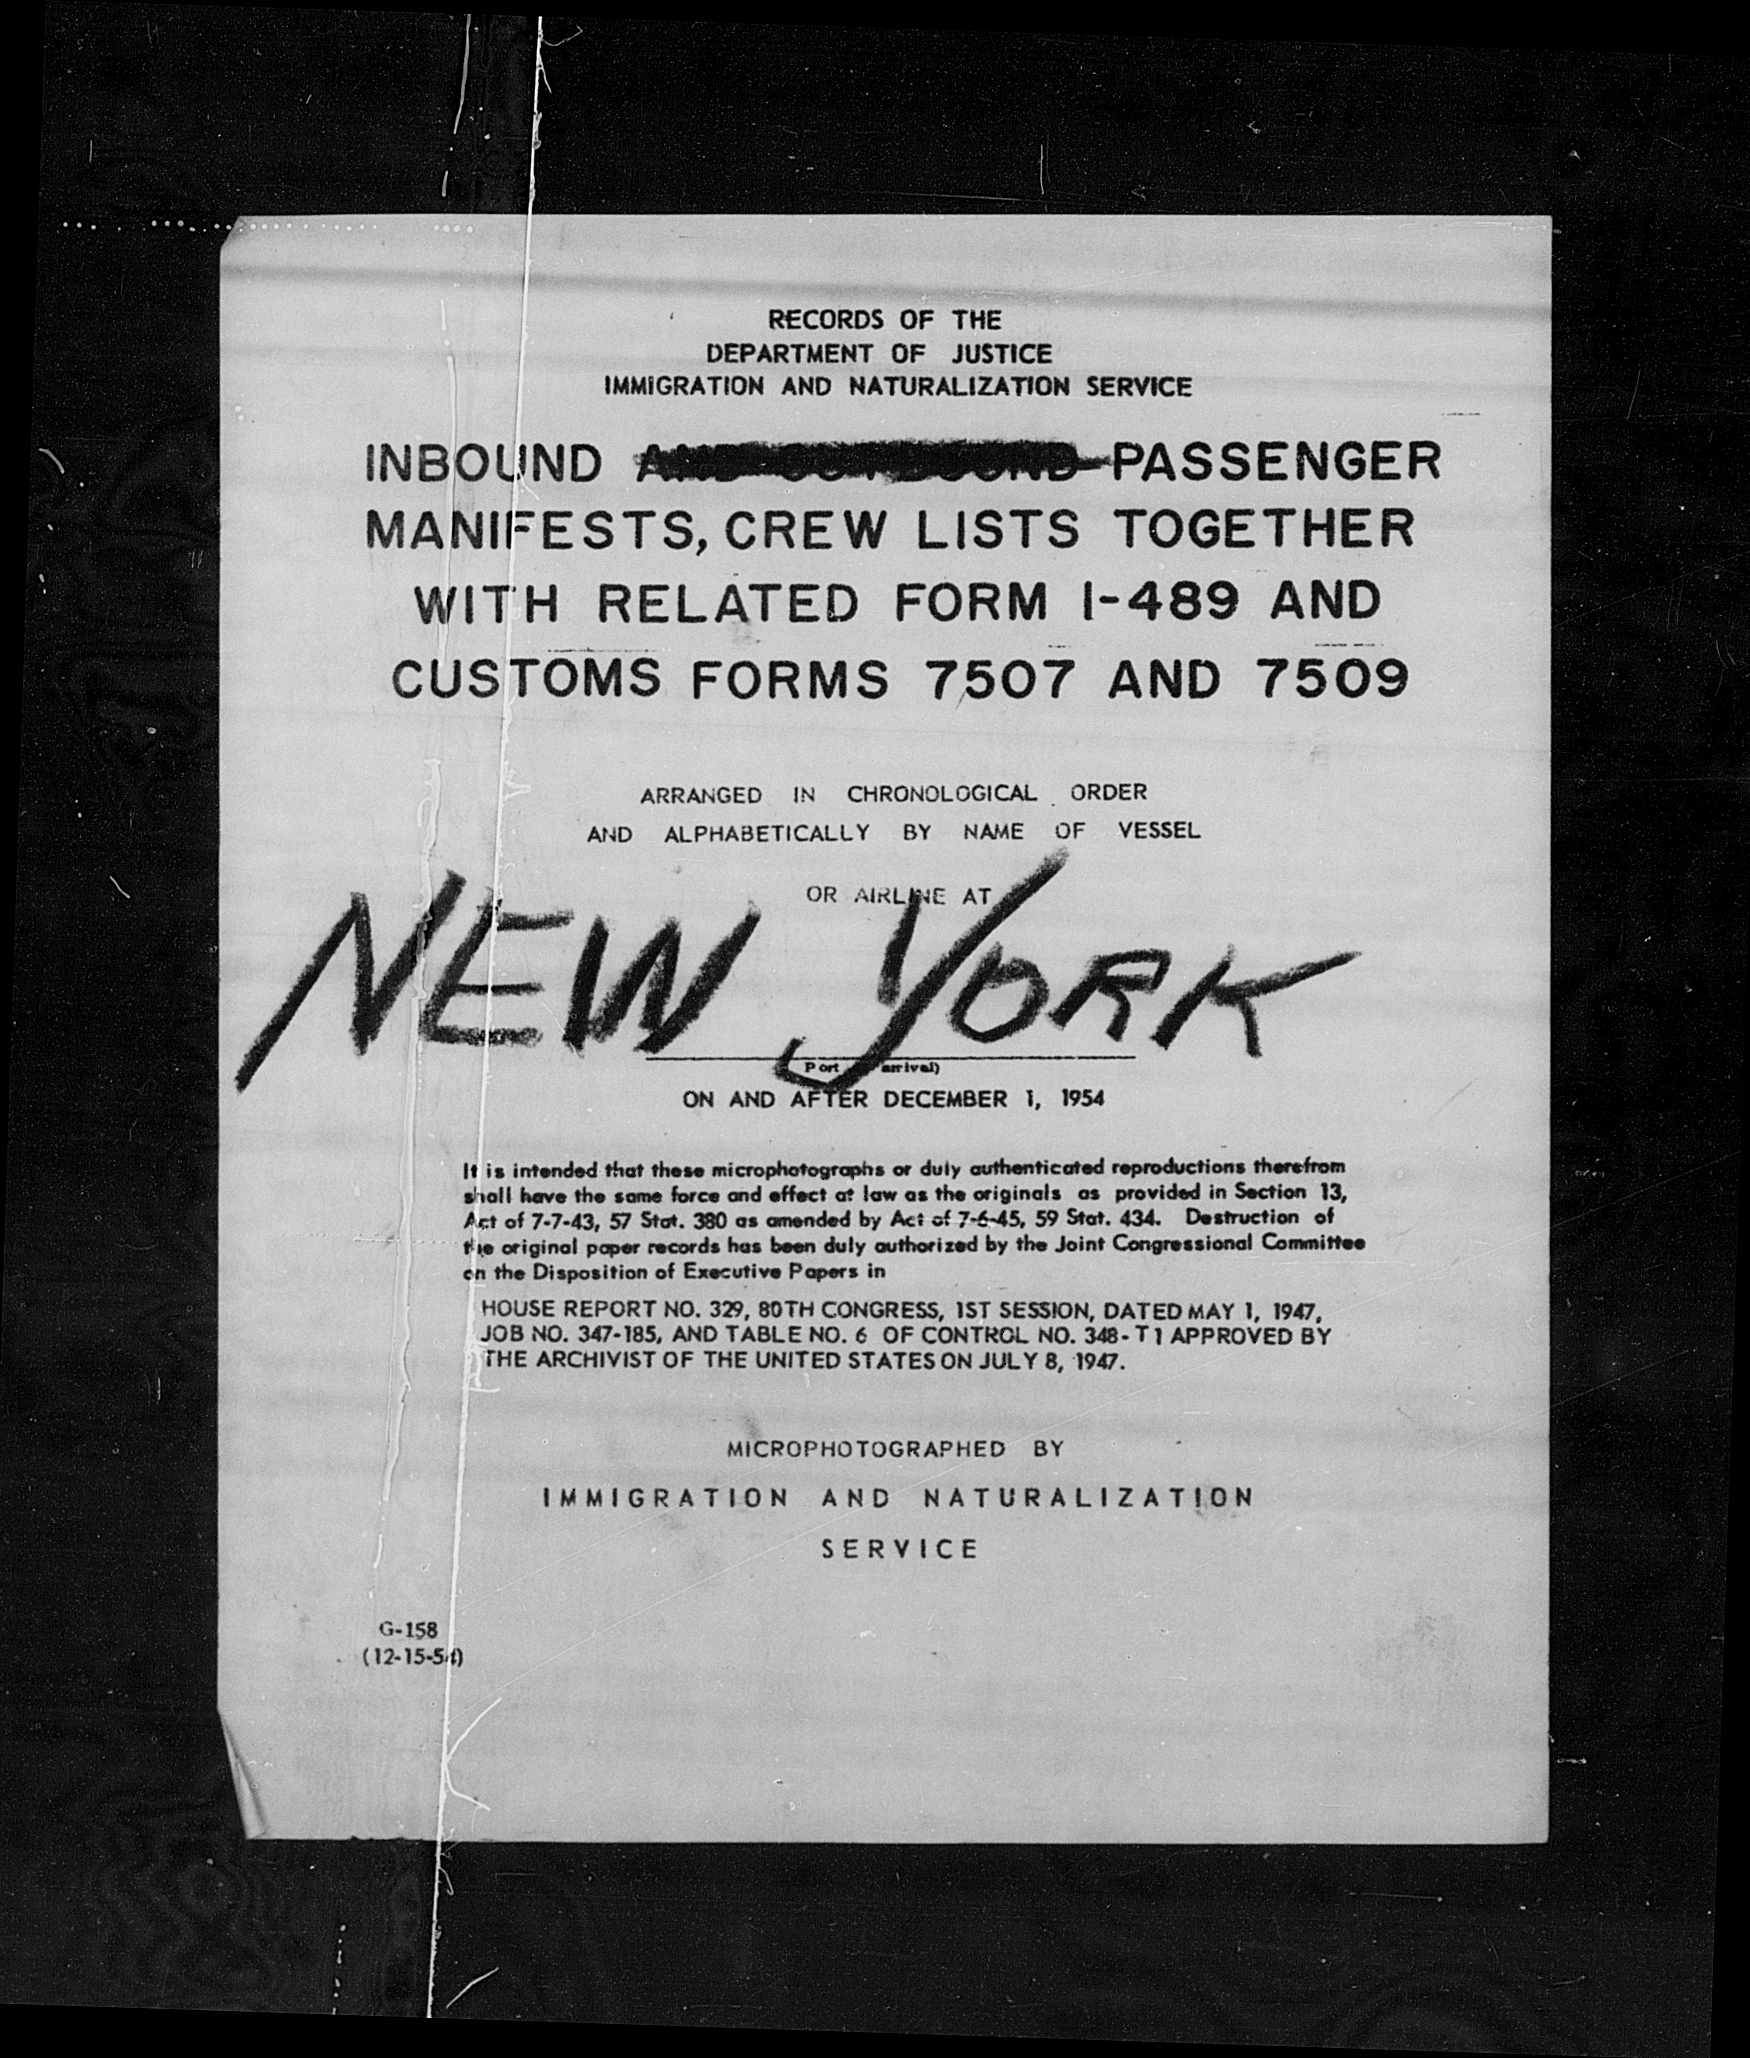 RECORDS OF THE
DEPARTMENT OF JUSTICE
IMMIGRATION AND NATURALIZATION SERVICE
INBOUND AND OUTBOUND PASSENGER
MANIFESTS, CREW LISTS TOGETHER
WITH RELATED FORM I-489 AND
CUSTOMS FORMS 7507 AND 7509
ARRANGED IN CHRONOLOGICAL ORDER
AND ALPHABETICALLY BY NAME OF VESSEL
OR AIRLINE AT
NEW YORK
Port arrival)
ON AND AFTER DECEMBER 1, 1954
It is intended that these microphotographs or duly authenticated reproductions therefrom
shall have the same force and effect at law as the originals as provided in Section 13,
Act of 7-7-43, 57 Stat. 380 as amended by Act of 7-6-45, 59 Stat. 434. Destruction of
the original paper records has been duly authorized by the Joint Congressional Committee
on the Disposition of Executive Papers in
HOUSE REPORT NO. 329, 80TH CONGRESS, 1ST SESSION, DATED MAY 1, 1947,
JOB NO. 347-185, AND TABLE NO. 6 OF CONTROL NO. 348-T1 APPROVED BY
THE ARCHIVIST OF THE UNITED STATES ON JULY 8, 1947.
MICROPHOTOGRAPHED BY
IMMIGRATION AND NATURALIZATION
SERVICE
G-158
(12-15-54)